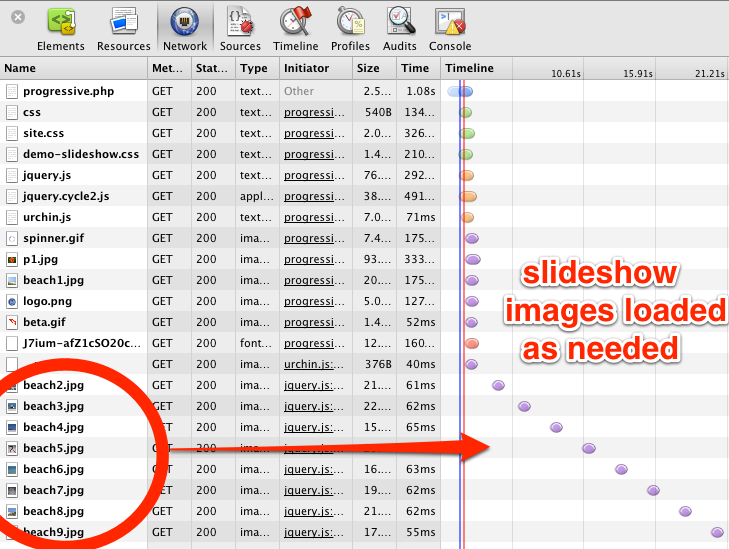 Elements Resources Network Sources Timeline Profiles Audits Console
Name Met... Stat... Type Initiator Size Time Timeline 10.61s 15.91s 21.21s
progressive.php GET 200 text... Other 2.5... 1.08s
css GET 200 text... progressi... 540B 134...
site.css GET 200 text... progressi... 2.0... 326...
demo-slideshow.css GET 200 text... progressi... 1.4... 210...
jquery.js GET 200 text... progressi... 76.... 292...
jquery.cycle2.js GET 200 appl... progressi... 38.... 491...
urchin.js GET 200 text... progressi... 7.0... 71ms
spinner.gif GET 200 ima... progressi... 7.4... 175...
p1.jpg GET 200 ima... progressi... 93.... 333...
beach1.jpg GET 200 ima... progressi... 20.... 175...
logo.png GET 200 ima... progressi... 5.0... 127...
beta.gif GET 200 ima... progressi... 1.4... 52ms
J7ium-afZ1cSO20c... GET 200 font... progressi... 12.... 160...
GET 200 ima... urchin.js:... 376B 40ms
beach2.jpg GET 200 ima... jquery.js:... 21.... 61ms
beach3.jpg GET 200 ima... jquery.js:... 22.... 62ms
beach4.jpg GET 200 ima... jquery.js:... 15.... 65ms
beach5.jpg GET 200 ima... jquery.js:...
beach6.jpg GET 200 ima... jquery.js:... 16.... 63ms
beach7.jpg GET 200 ima... jquery.js:... 19.... 62ms
beach8.jpg GET 200 ima... jquery.js:... 21.... 62ms
beach9.jpg GET 200 ima... jquery.js:... 17.... 55ms
slideshow
images loaded
as needed